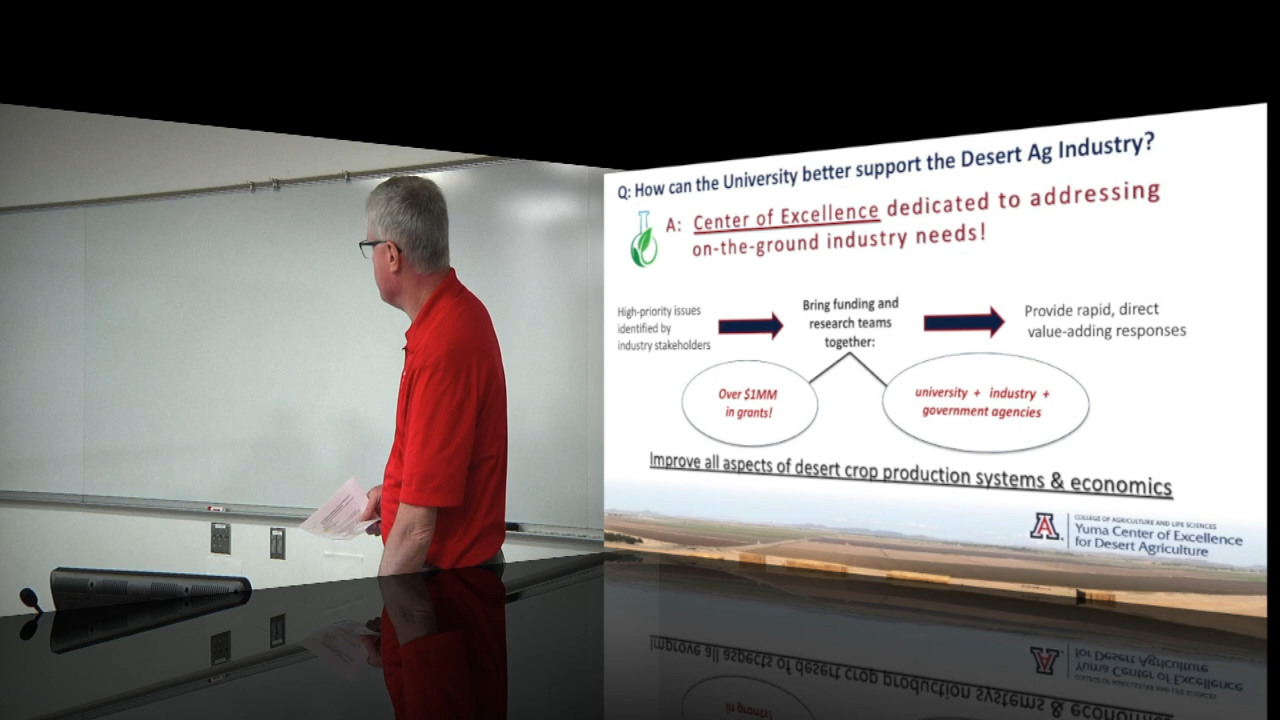 Q: How can the University better support the Desert Ag Industry?
A: Center of Excellence dedicated to addressing
on-the-ground industry needs!
High-priority issues
identified by
industry stakeholders
Bring funding and
research teams
together:
Provide rapid, direct
value-adding responses
Over $1MM
in grants!
university + industry +
government agencies
Improve all aspects of desert crop production systems & economics
A
COLLEGE OF AGRICULTURE AND LIFE SCIENCES
Yuma Center of Excellence
for Desert Agriculture